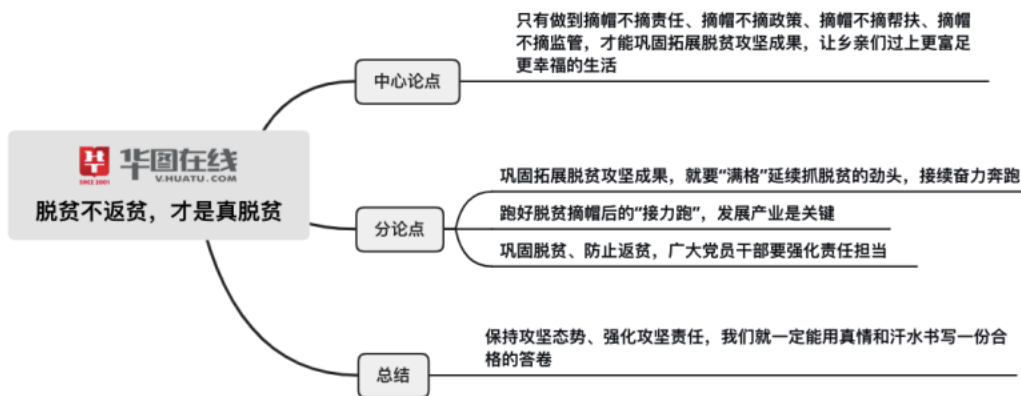 只有做到摘帽不摘责任、摘帽不摘政策、摘帽不摘帮扶、摘帽
不摘监管，才能巩固拓展脱贫攻坚成果，让乡亲们过上更富足
更幸福的生活
中心论点
华图在线
V.HUATU.COM
SINCE 2001
脱贫不返贫，才是真脱贫
巩固拓展脱贫攻坚成果，就要“满格”延续抓脱贫的劲头，接续奋力奔跑
跑好脱贫摘帽后的“接力跑”，发展产业是关键
分论点
巩固脱贫、防止返贫，广大党员干部要强化责任担当
保持攻坚态势、强化攻坚责任，我们就一定能用真情和汗水书写一份合
格的答卷
总结